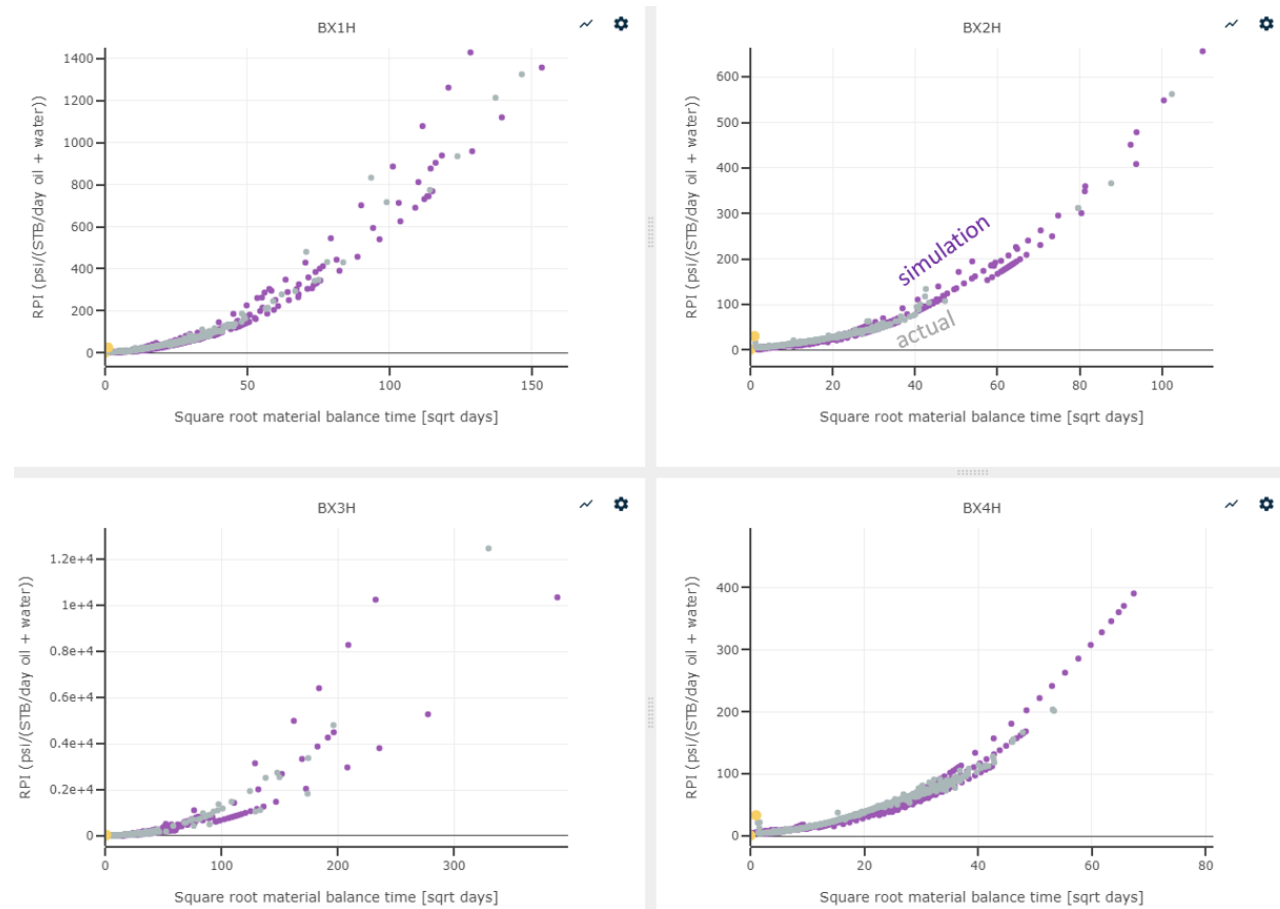 BX1H
RPI (psi/(STB/day oil + water))
1400
1200
1000
800
600
400
200
0
0 50 100 150
Square root material balance time [sqrt days]
BX2H
RPI (psi/(STB/day oil + water))
600
500
400
300
200
100
0
simulation
actual
0 20 40 60 80 100
Square root material balance time [sqrt days]
BX3H
RPI (psi/(STB/day oil + water))
1.2e+4
1e+4
0.8e+4
0.6e+4
0.4e+4
0.2e+4
0
0 100 200 300
Square root material balance time [sqrt days]
BX4H
RPI (psi/(STB/day oil + water))
400
300
200
100
0
0 20 40 60 80
Square root material balance time [sqrt days]